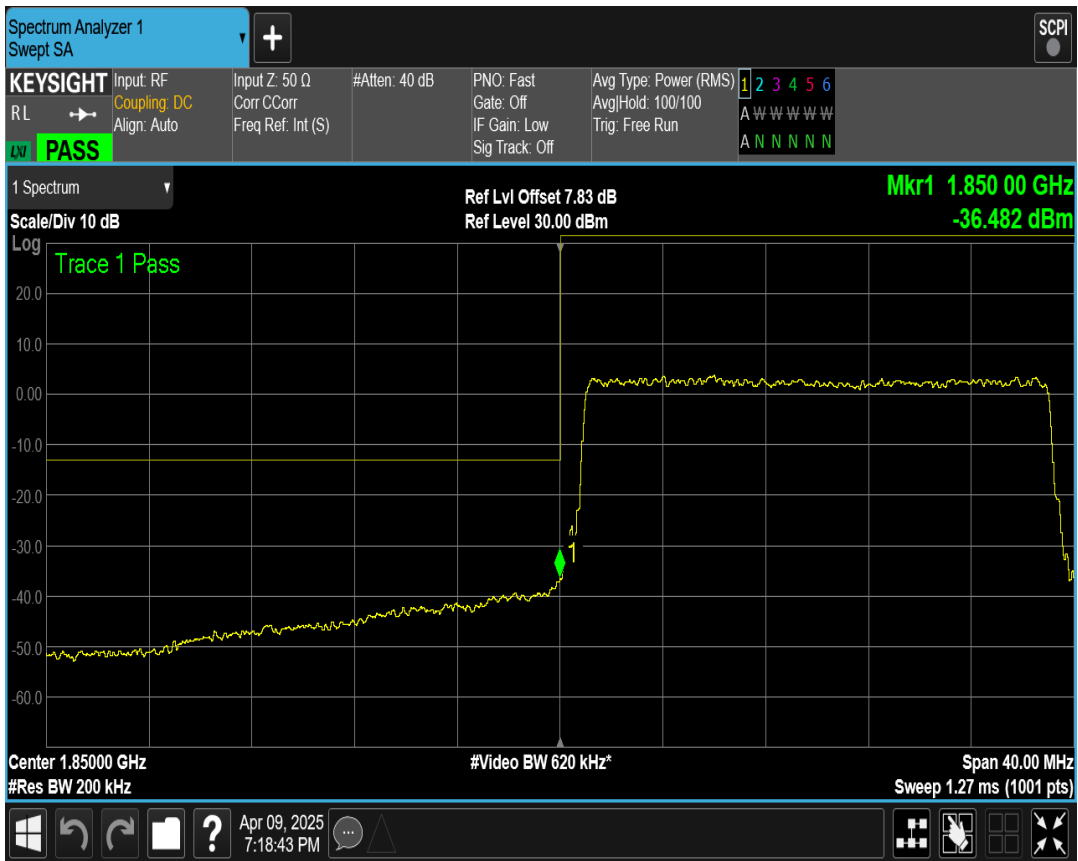 Spectrum Analyzer 1
Swept SA
+
SCPI
KEYSIGHT
RL
LXI PASS
Input: RF
Coupling: DC
Align: Auto
Input Z: 50 Ω
Corr CCorr
Freq Ref: Int (S)
#Atten: 40 dB
PNO: Fast
Gate: Off
IF Gain: Low
Sig Track: Off
Avg Type: Power (RMS)
Avg|Hold: 100/100
Trig: Free Run
1 2 3 4 5 6
A W W W W W
A N N N N N
1 Spectrum
Scale/Div 10 dB
Log
Ref Lvl Offset 7.83 dB
Ref Level 30.00 dBm
Mkr1 1.850 00 GHz
-36.482 dBm
Trace 1 Pass
20.0
10.0
0.00
-10.0
-20.0
-30.0
-40.0
-50.0
-60.0
1
Center 1.85000 GHz
#Res BW 200 kHz
#Video BW 620 kHz*
Span 40.00 MHz
Sweep 1.27 ms (1001 pts)
?
Apr 09, 2025
7:18:43 PM